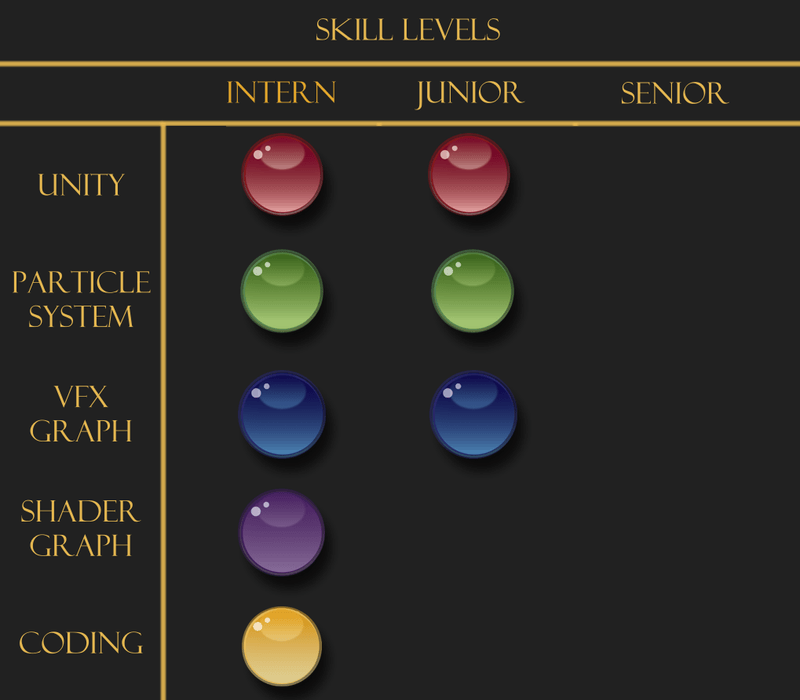 SKILL LEVELS
INTERN JUNIOR SENIOR
UNITY
PARTICLE
SYSTEM
VFX
GRAPH
SHADER
GRAPH
CODING